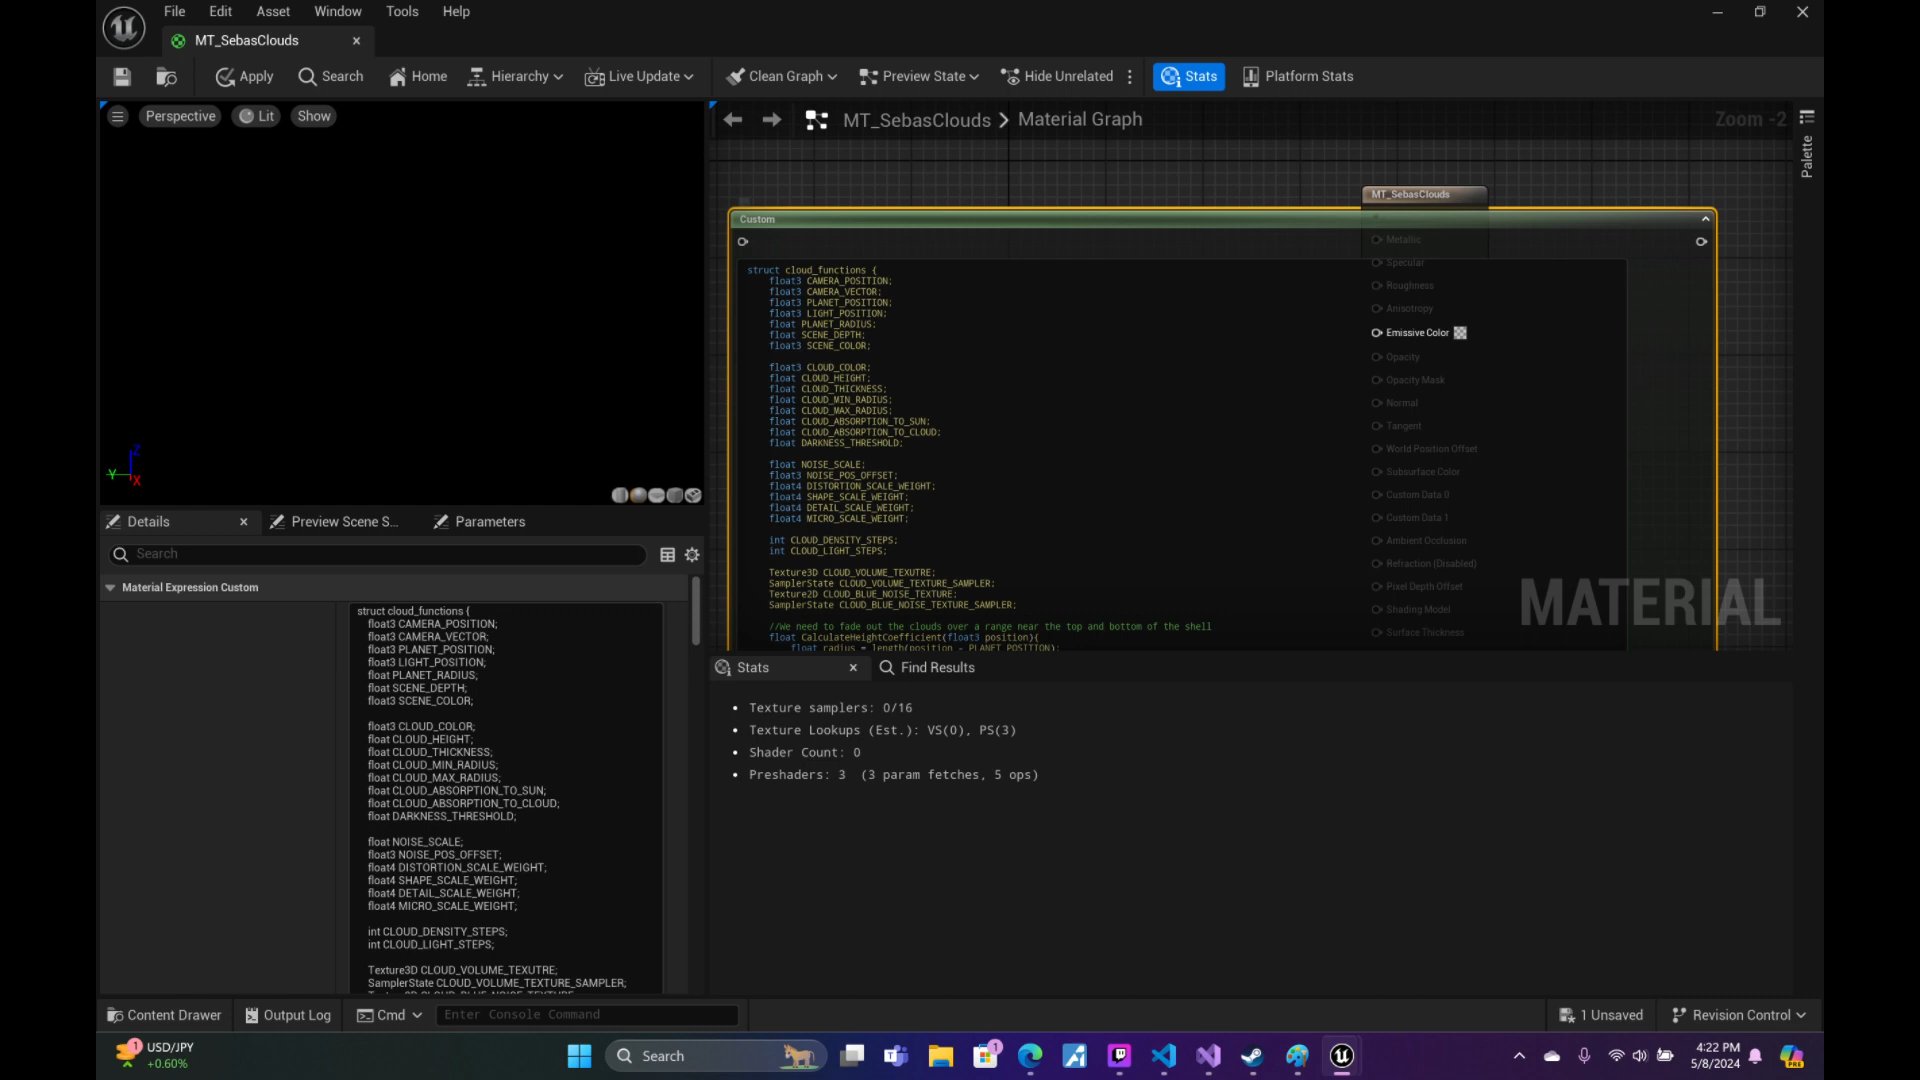 File Edit Asset Window Tools Help
MT_SebasClouds
Apply Search Home Hierarchy Live Update Clean Graph Preview State Hide Unrelated Stats Platform Stats
Perspective Lit Show
MT_SebasClouds > Material Graph
Zoom -2
Palette
MT_SebasClouds
Custom
Metallic
Specular
Roughness
Anisotropy
Emissive Color
Opacity
Opacity Mask
Normal
Tangent
World Position Offset
Subsurface Color
Custom Data 0
Custom Data 1
Ambient Occlusion
Refraction (Disabled)
Pixel Depth Offset
Shading Model
Surface Thickness
MATERIAL
struct cloud_functions {
float3 CAMERA_POSITION;
float3 CAMERA_VECTOR;
float3 PLANET_POSITION;
float3 LIGHT_POSITION;
float PLANET_RADIUS;
float SCENE_DEPTH;
float3 SCENE_COLOR;
float3 CLOUD_COLOR;
float CLOUD_HEIGHT;
float CLOUD_THICKNESS;
float CLOUD_MIN_RADIUS;
float CLOUD_MAX_RADIUS;
float CLOUD_ABSORPTION_TO_SUN;
float CLOUD_ABSORPTION_TO_CLOUD;
float DARKNESS_THRESHOLD;
float NOISE_SCALE;
float3 NOISE_POS_OFFSET;
float4 DISTORTION_SCALE_WEIGHT;
float4 SHAPE_SCALE_WEIGHT;
float4 DETAIL_SCALE_WEIGHT;
float4 MICRO_SCALE_WEIGHT;
int CLOUD_DENSITY_STEPS;
int CLOUD_LIGHT_STEPS;
Texture3D CLOUD_VOLUME_TEXUTRE;
SamplerState CLOUD_VOLUME_TEXTURE_SAMPLER;
Texture2D CLOUD_BLUE_NOISE_TEXTURE;
SamplerState CLOUD_BLUE_NOISE_TEXTURE_SAMPLER;
//We need to fade out the clouds over a range near the top and bottom of the shell
float CalculateHeightCoefficient(float3 position){
float radius = length(position - PLANET_POSITION);
X Y Z
Details Preview Scene S... Parameters
Search
Material Expression Custom
struct cloud_functions {
float3 CAMERA_POSITION;
float3 CAMERA_VECTOR;
float3 PLANET_POSITION;
float3 LIGHT_POSITION;
float PLANET_RADIUS;
float SCENE_DEPTH;
float3 SCENE_COLOR;
float3 CLOUD_COLOR;
float CLOUD_HEIGHT;
float CLOUD_THICKNESS;
float CLOUD_MIN_RADIUS;
float CLOUD_MAX_RADIUS;
float CLOUD_ABSORPTION_TO_SUN;
float CLOUD_ABSORPTION_TO_CLOUD;
float DARKNESS_THRESHOLD;
float NOISE_SCALE;
float3 NOISE_POS_OFFSET;
float4 DISTORTION_SCALE_WEIGHT;
float4 SHAPE_SCALE_WEIGHT;
float4 DETAIL_SCALE_WEIGHT;
float4 MICRO_SCALE_WEIGHT;
int CLOUD_DENSITY_STEPS;
int CLOUD_LIGHT_STEPS;
Texture3D CLOUD_VOLUME_TEXUTRE;
SamplerState CLOUD_VOLUME_TEXTURE_SAMPLER;
Stats Find Results
Texture samplers: 0/16
Texture Lookups (Est.): VS(0), PS(3)
Shader Count: 0
Preshaders: 3 (3 param fetches, 5 ops)
Content Drawer Output Log Cmd Enter Console Command 1 Unsaved Revision Control
1 USD/JPY
+0.60%
Search
1
4:22 PM
5/8/2024
PRE